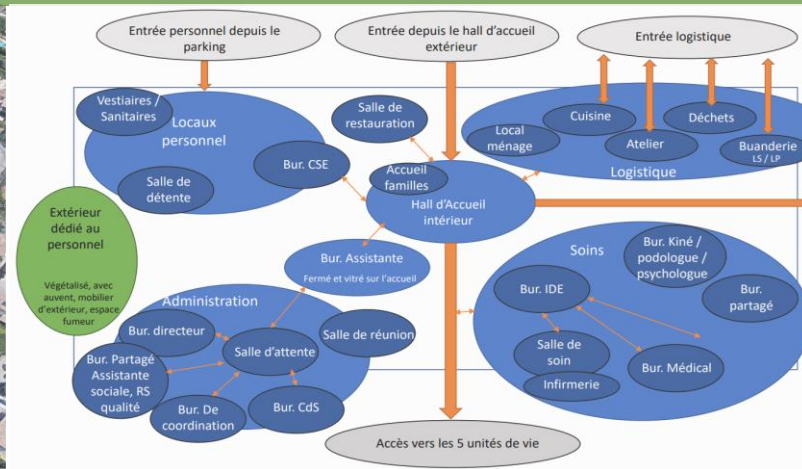 Entrée personnel depuis le
parking
Entrée depuis le hall d'accueil
extérieur
Entrée logistique
Vestiaires /
Sanitaires
Locaux
personnel
Salle de
détente
Bur. CSE
Salle de
restauration
Accueil
familles
Hall d'Accueil
intérieur
Local
ménage
Cuisine
Atelier
Déchets
Buanderie
LS / LP
Logistique
Extérieur
dédié au
personnel
Végétalisé, avec
auvent, mobilier
d'extérieur, espace
fumeur
Bur. Assistante
Fermé et vitré sur l'accueil
Administration
Bur. directeur
Salle d'attente
Salle de réunion
Bur. Partagé
Assistante
sociale, RS
qualité
Bur. De
coordination
Bur. CdS
Soins
Bur. Kiné /
podologue /
psychologue
Bur. IDE
Bur.
partagé
Salle de
soin
Infirmerie
Bur. Médical
Accès vers les 5 unités de vie